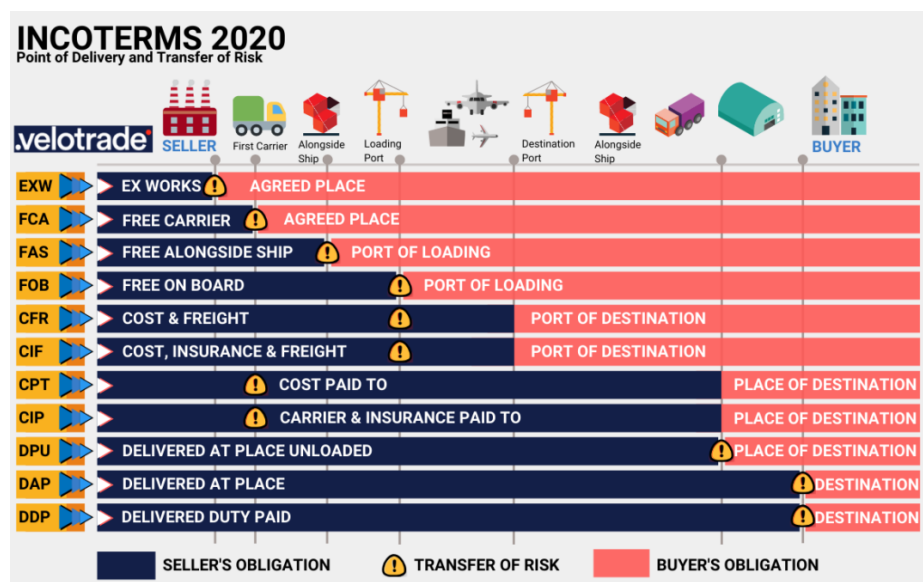 INCOTERMS 2020
Point of Delivery and Transfer of Risk
.velotrade
SELLER
First Carrier
Alongside
Ship
Loading
Port
Destination
Port
Alongside
Ship
BUYER
EXW EX WORKS ! AGREED PLACE
FCA FREE CARRIER ! AGREED PLACE
FAS FREE ALONGSIDE SHIP ! PORT OF LOADING
FOB FREE ON BOARD ! PORT OF LOADING
CFR COST & FREIGHT ! PORT OF DESTINATION
CIF COST, INSURANCE & FREIGHT ! PORT OF DESTINATION
CPT ! COST PAID TO PLACE OF DESTINATION
CIP ! CARRIER & INSURANCE PAID TO PLACE OF DESTINATION
DPU DELIVERED AT PLACE UNLOADED ! PLACE OF DESTINATION
DAP DELIVERED AT PLACE ! DESTINATION
DDP DELIVERED DUTY PAID ! DESTINATION
SELLER'S OBLIGATION ! TRANSFER OF RISK BUYER'S OBLIGATION